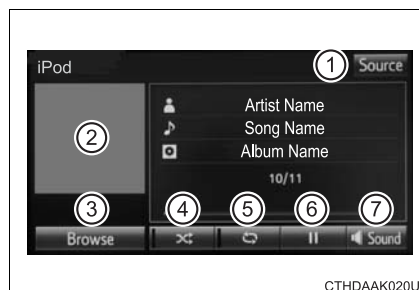 iPod
1
Source
2
Artist Name
Song Name
Album Name
10/11
3
4
5
6
7
Browse
Sound
CTHDAAK020U